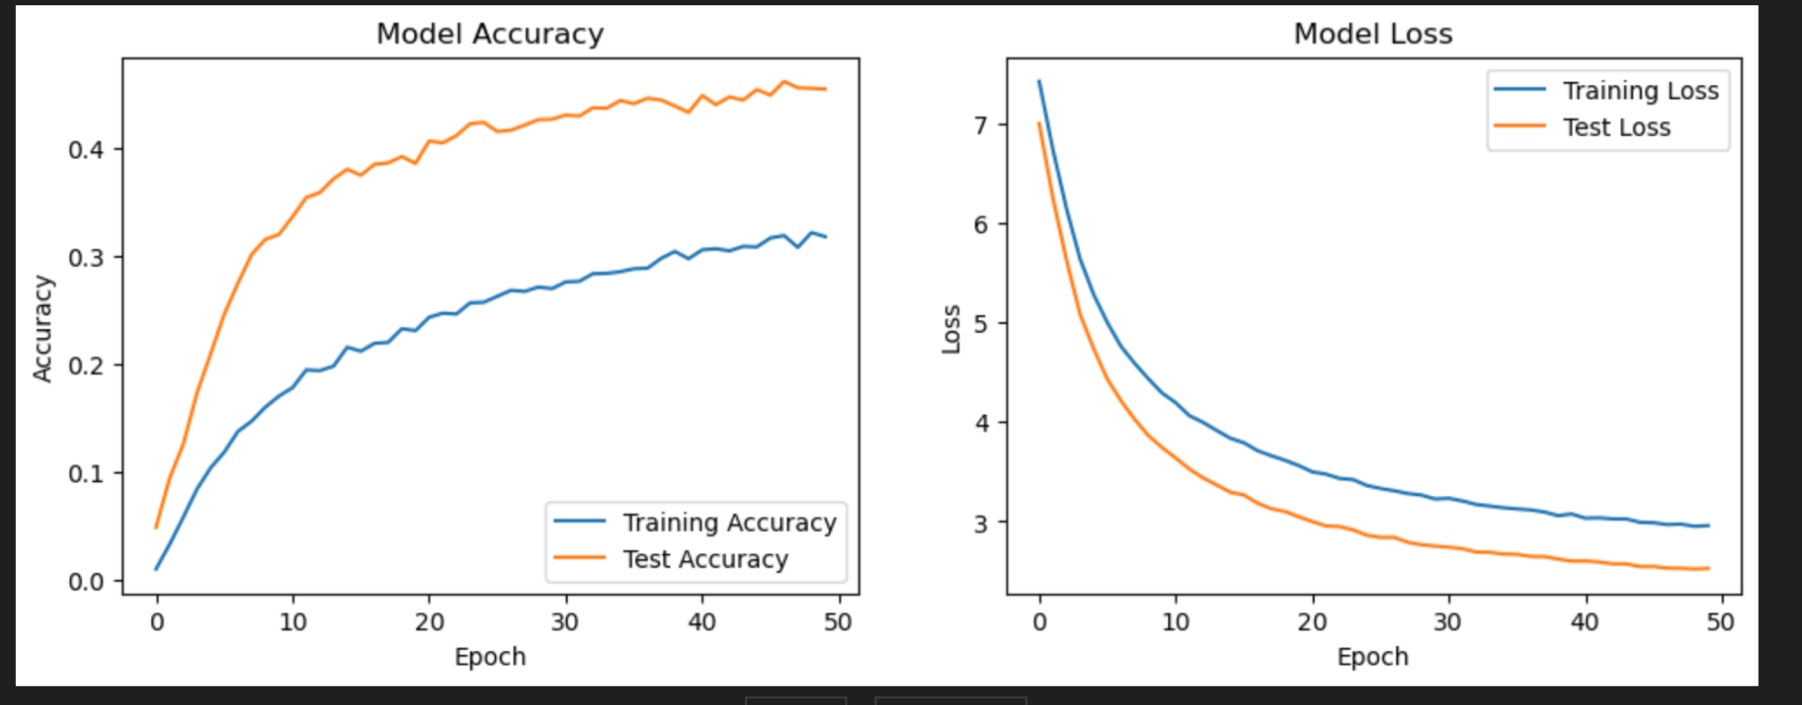 Model Accuracy
Accuracy
0.4
0.3
0.2
0.1
0.0
0 10 20 30 40 50
Epoch
Training Accuracy
Test Accuracy
Model Loss
Loss
7
6
5
4
3
0 10 20 30 40 50
Epoch
Training Loss
Test Loss